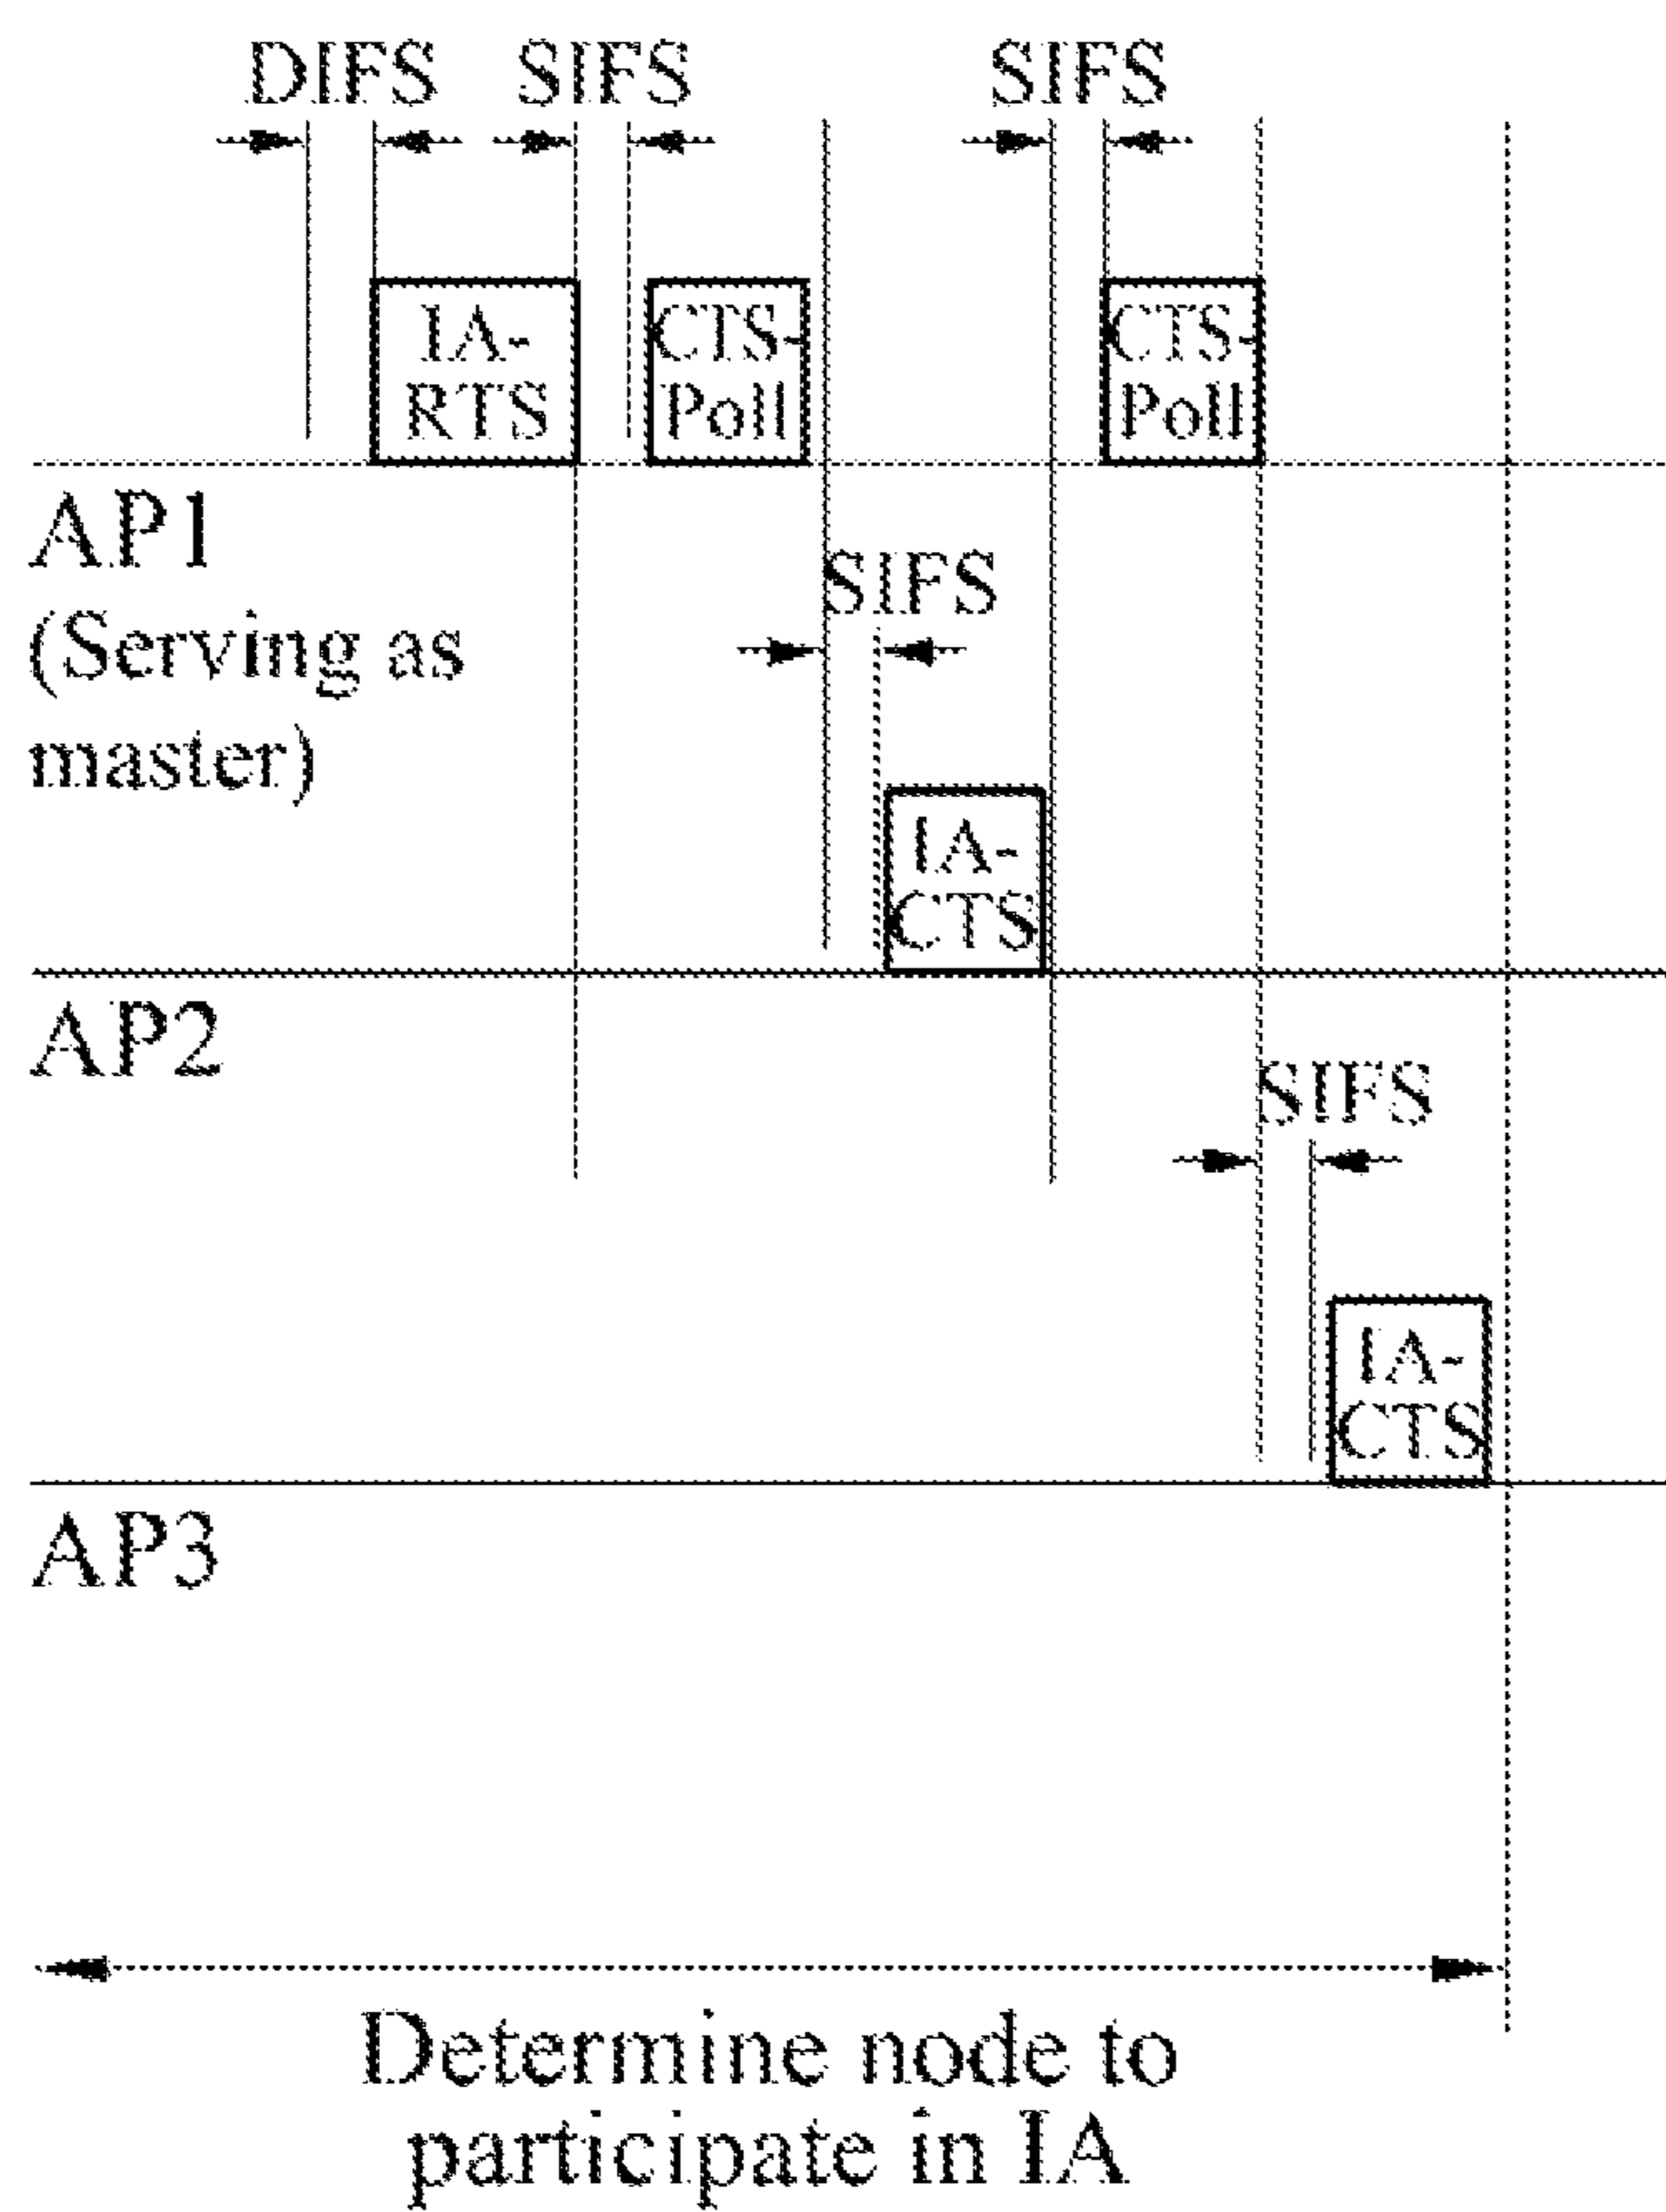 DIFS SIFS SIFS
IA-
RTS
CTS-
Poll
CTS-
Poll
AP1
(Serving as
master)
SIFS
IA-
CTS
AP2
SIFS
IA-
CTS
AP3
Determine node to
participate in IA